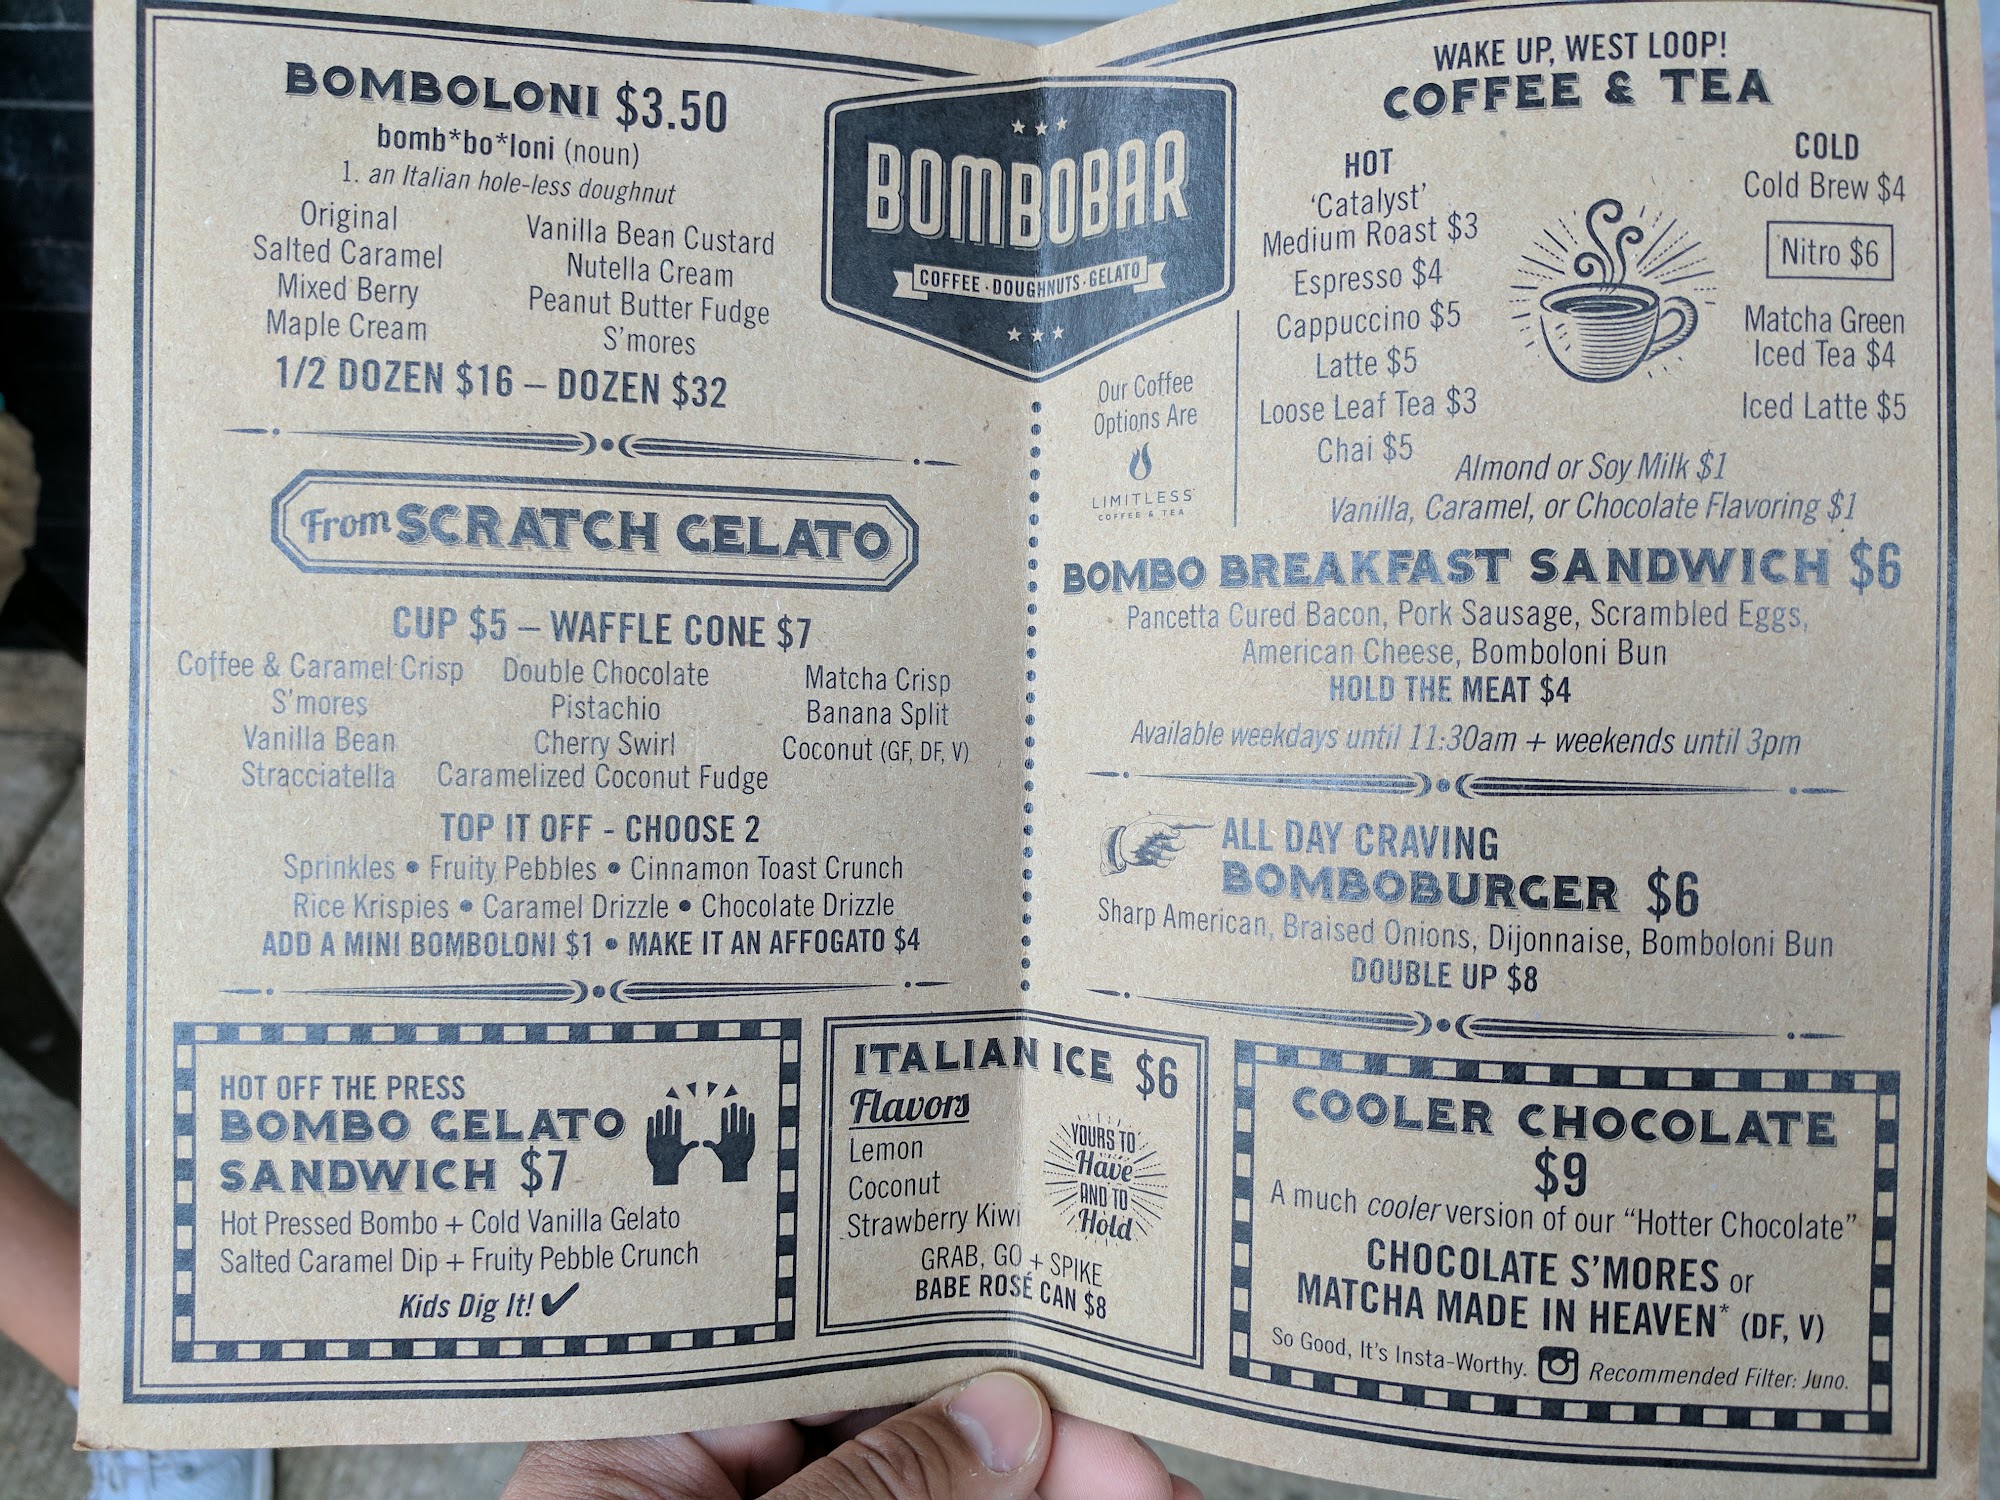 BOMBOLONI $3.50
bomb*bo*loni (noun)
1. an Italian hole-less doughnut
Original
Salted Caramel
Mixed Berry
Maple Cream
Vanilla Bean Custard
Nutella Cream
Peanut Butter Fudge
S'mores
1/2 DOZEN $16 – DOZEN $32
From SCRATCH GELATO
CUP $5 – WAFFLE CONE $7
Coffee & Caramel Crisp
S'mores
Vanilla Bean
Stracciatella
Double Chocolate
Pistachio
Cherry Swirl
Caramelized Coconut Fudge
Matcha Crisp
Banana Split
Coconut (GF, DF, V)
TOP IT OFF - CHOOSE 2
Sprinkles • Fruity Pebbles • Cinnamon Toast Crunch
Rice Krispies • Caramel Drizzle • Chocolate Drizzle
ADD A MINI BOMBOLONI $1 • MAKE IT AN AFFOGATO $4
HOT OFF THE PRESS
BOMBO GELATO
SANDWICH $7
Hot Pressed Bombo + Cold Vanilla Gelato
Salted Caramel Dip + Fruity Pebble Crunch
Kids Dig It! ✓
BOMBOBAR
COFFEE · DOUGHNUTS · GELATO
WAKE UP, WEST LOOP!
COFFEE & TEA
HOT
'Catalyst'
Medium Roast $3
Espresso $4
Cappuccino $5
Latte $5
Loose Leaf Tea $3
Chai $5
COLD
Cold Brew $4
Nitro $6
Matcha Green
Iced Tea $4
Iced Latte $5
Almond or Soy Milk $1
Vanilla, Caramel, or Chocolate Flavoring $1
Our Coffee
Options Are
LIMITLESS
COFFEE & TEA
BOMBO BREAKFAST SANDWICH $6
Pancetta Cured Bacon, Pork Sausage, Scrambled Eggs,
American Cheese, Bomboloni Bun
HOLD THE MEAT $4
Available weekdays until 11:30am + weekends until 3pm
ALL DAY CRAVING
BOMBOBURGER $6
Sharp American, Braised Onions, Dijonnaise, Bomboloni Bun
DOUBLE UP $8
ITALIAN ICE $6
Flavors
Lemon
Coconut
Strawberry Kiwi
YOURS TO
Have
AND TO
Hold
GRAB, GO + SPIKE
BABE ROSÉ CAN $8
COOLER CHOCOLATE
$9
A much cooler version of our "Hotter Chocolate"
CHOCOLATE S'MORES or
MATCHA MADE IN HEAVEN* (DF, V)
So Good, It's Insta-Worthy. Recommended Filter: Juno.